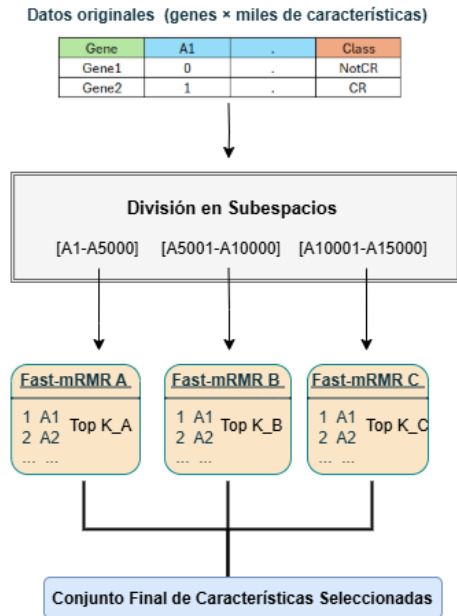 Datos originales (genes × miles de características)
Gene A1 . Class
Gene1 0 . NotCR
Gene2 1 . CR
División en Subespacios
[A1-A5000] [A5001-A10000] [A10001-A15000]
Fast-mRMR A Fast-mRMR B Fast-mRMR C
1 A1 Top K_A 1 A1 Top K_B 1 A1 Top K_C
2 A2 2 A2 2 A2
... ... ... ... ... ...
Conjunto Final de Características Seleccionadas